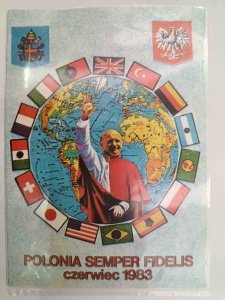 POLONIA SEMPER FIDELIS
czerwiec 1983